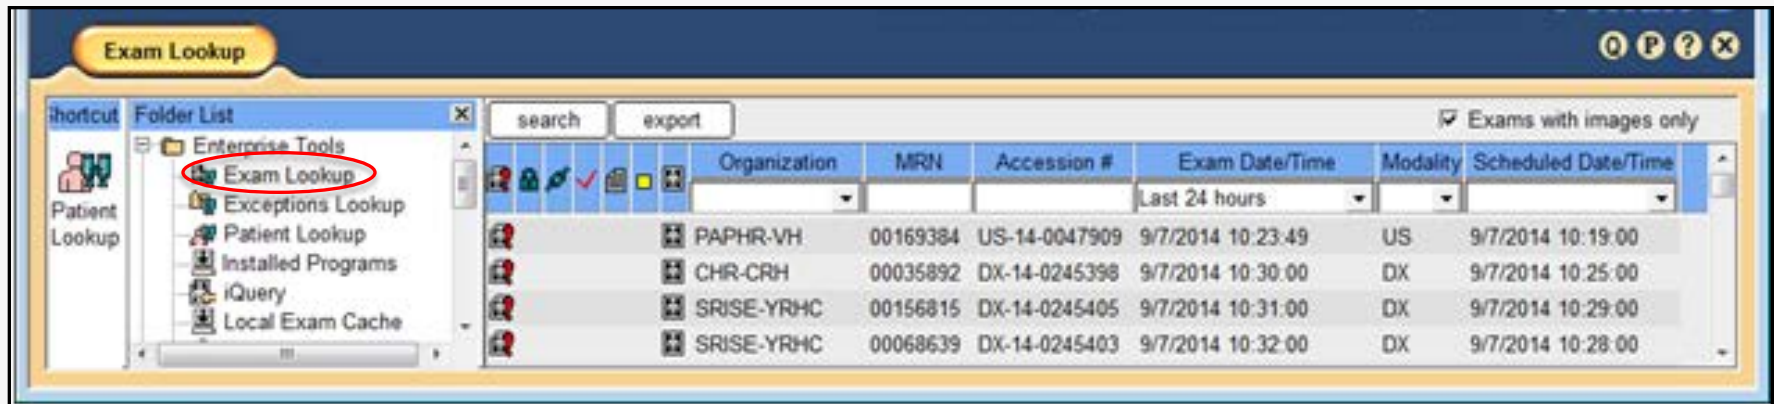 Exam Lookup
Q P ? X
Shortcut Folder List
Enterprise Tools
Exam Lookup
Exceptions Lookup
Patient Lookup
Installed Programs
iQuery
Local Exam Cache
Patient
Lookup
search export Exams with images only
Organization MRN Accession # Exam Date/Time Modality Scheduled Date/Time
Last 24 hours
PAPHR-VH 00169384 US-14-0047909 9/7/2014 10:23:49 US 9/7/2014 10:19:00
CHR-CRH 00035892 DX-14-0245398 9/7/2014 10:30:00 DX 9/7/2014 10:25:00
SRISE-YRHC 00156815 DX-14-0245405 9/7/2014 10:31:00 DX 9/7/2014 10:29:00
SRISE-YRHC 00068639 DX-14-0245403 9/7/2014 10:32:00 DX 9/7/2014 10:28:00